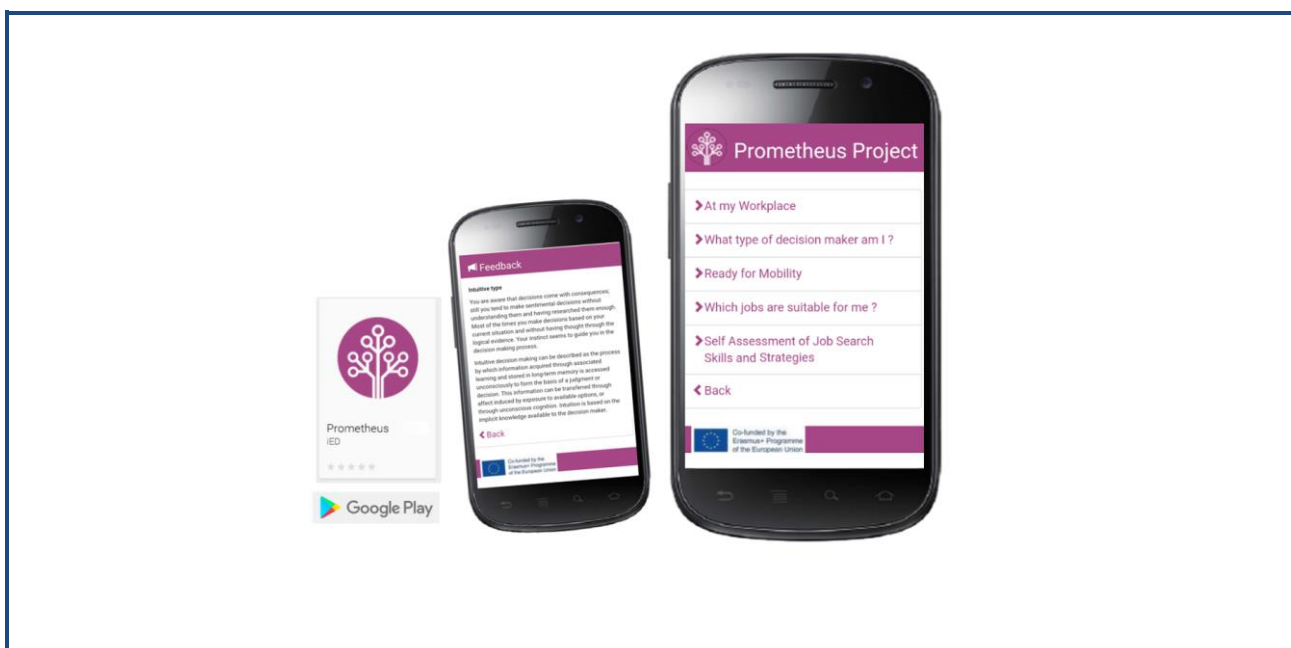 Prometheus
iED
Google Play
Feedback
Intuitive type
You are aware that decisions come with consequences;
still you tend to make sentimental decisions without
understanding them and having researched them enough.
Most of the times you make decisions based on your
current situation and without having thought through the
logical evidence. Your instinct seems to guide you in the
decision making process.
Intuitive decision making can be described as the process
by which information acquired through associated
learning and stored in long-term memory is accessed
unconsciously to form the basis of a judgment or
decision. This information can be transferred through
affect induced by exposure to available options, or
through unconscious cognition. Intuition is based on the
implicit knowledge available to the decision maker.
Back
Co-funded by the
Erasmus+ Programme
of the European Union
Prometheus Project
At my Workplace
What type of decision maker am I ?
Ready for Mobility
Which jobs are suitable for me ?
Self Assessment of Job Search
Skills and Strategies
Back
Co-funded by the
Erasmus+ Programme
of the European Union